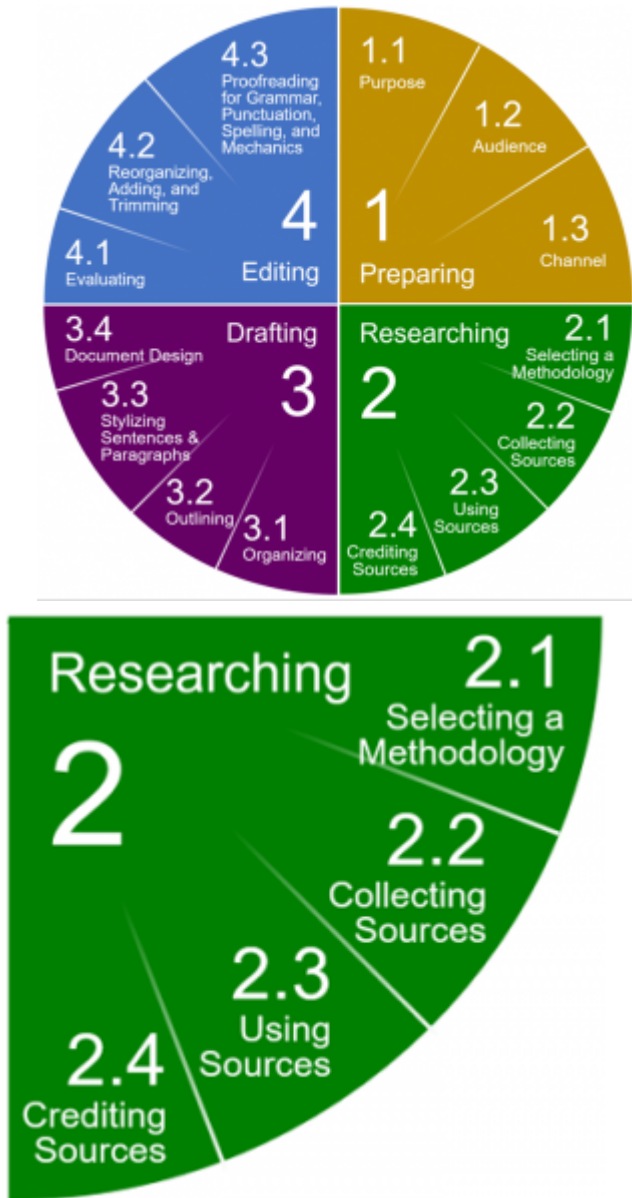 1.1
Purpose
1.2
Audience
1.3
Channel
1
Preparing
Researching
2
2.1
Selecting a
Methodology
2.2
Collecting
Sources
2.3
Using
Sources
2.4
Crediting
Sources
Drafting
3
3.1
Organizing
3.2
Outlining
3.3
Stylizing
Sentences &
Paragraphs
3.4
Document Design
4
Editing
4.1
Evaluating
4.2
Reorganizing,
Adding, and
Trimming
4.3
Proofreading
for Grammar,
Punctuation,
Spelling, and
Mechanics
Researching
2
2.1
Selecting a
Methodology
2.2
Collecting
Sources
2.3
Using
Sources
2.4
Crediting
Sources